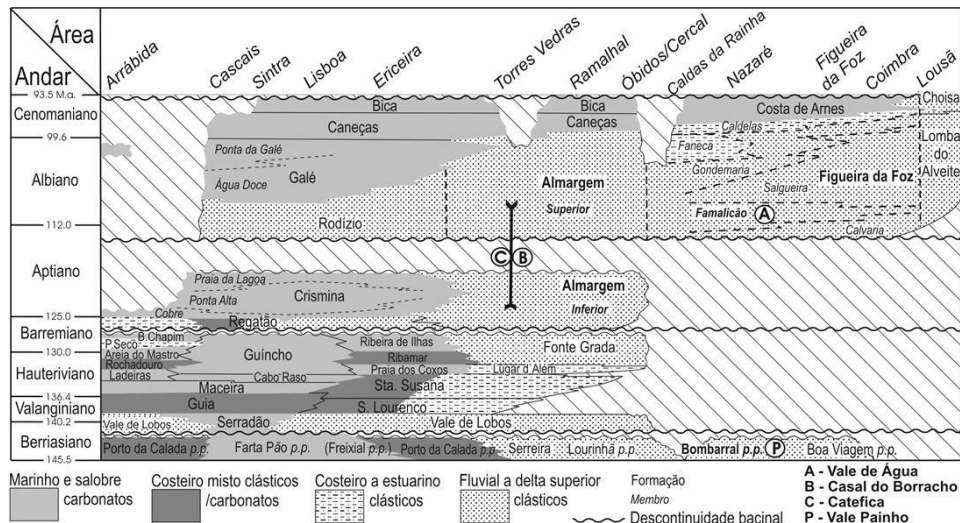 Área
Andar
Arrábida
Cascais
Sintra
Lisboa
Ericeira
Torres Vedras
Ramalhal
Óbidos/Cercal
Caldas da Rainha
Nazaré
Figueira da Foz
Coimbra
Lousã
93.5 M.a.
Cenomaniano
99.6
Albiano
112.0
Aptiano
125.0
Barremiano
130.0
Hauteriviano
136.4
Valanginiano
140.2
Berriasiano
145.5
Bica
Bica
Costa de Arnes
Choisa
Caneças
Caneças
Caldelas
Ponta da Galé
Faneca
Lomba do Alveite
Galé
Gondemaria
Água Doce
Almargem
Salgueira
Figueira da Foz
Superior
Famalicão
A
Rodízio
Calvaria
C
B
Praia da Lagoa
Ponta Alta
Crismina
Almargem
Inferior
Cobre
Regatão
B Chapim
P.Seco
Ribeira de Ilhas
Fonte Grada
Areia do Mastro
Guincho
Ribamar
Rochadouro
Praia dos Coxos
Lugar d´Além
Ladeiras
Cabo Raso
Maceira
Sta. Susana
Guia
S. Lourenço
Vale de Lobos
Serradão
Vale de Lobos
Porto da Calada p.p.
Farta Pão p.p.
(Freixial p.p.)
Porto da Calada p.p.
Serreira
Lourinhã p.p.
Bombarral p.p.
P
Boa Viagem p.p.
Marinho e salobre
carbonatos
Costeiro misto clásticos
/carbonatos
Costeiro a estuarino
clásticos
Fluvial a delta superior
clásticos
Formação
Membro
Descontinuidade bacinal
A - Vale de Água
B - Casal do Borracho
C - Catefica
P - Vale Painho